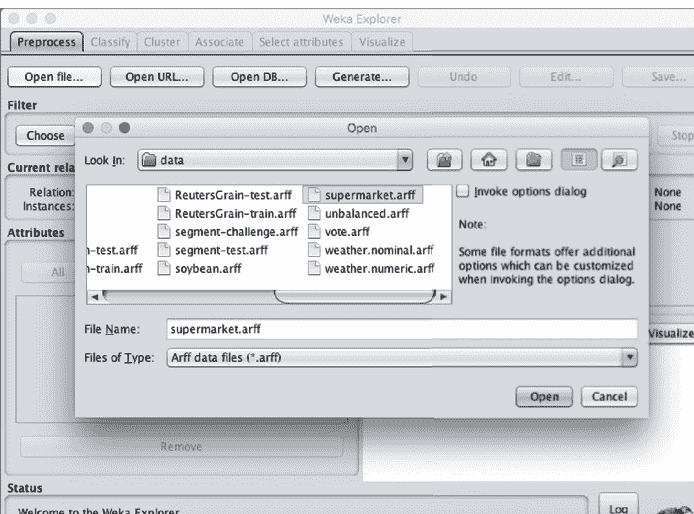 Weka Explorer
Preprocess Classify Cluster Associate Select attributes Visualize
Open file... Open URL... Open DB... Generate... Undo Edit... Save...
Filter
Choose Stop
Open
Look In: data
Current rela
Relation: None
Instances: None
ReutersGrain-test.arff supermarket.arff Invoke options dialog
ReutersGrain-train.arff unbalanced.arff
segment-challenge.arff vote.arff Note:
Attributes
n-test.arff segment-test.arff weather.nominal.arff Some file formats offer additional
n-train.arff soybean.arff weather.numeric.arff options which can be customized
when invoking the options dialog.
All
File Name: supermarket.arff
Visualize
Files of Type: Arff data files (*.arff)
Open Cancel
Remove
Status
Welcome to the Weka Explorer
Log